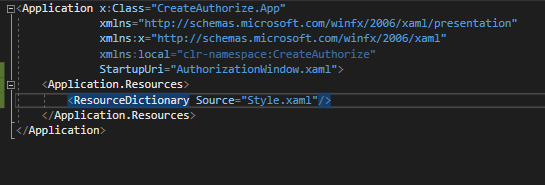 <Application x:Class="CreateAuthorize.App"
xmlns="http://schemas.microsoft.com/winfx/2006/xaml/presentation"
xmlns:x="http://schemas.microsoft.com/winfx/2006/xaml"
xmlns:local="clr-namespace:CreateAuthorize"
StartupUri="AuthorizationWindow.xaml">
<Application.Resources>
<ResourceDictionary Source="Style.xaml"/>
</Application.Resources>
</Application>